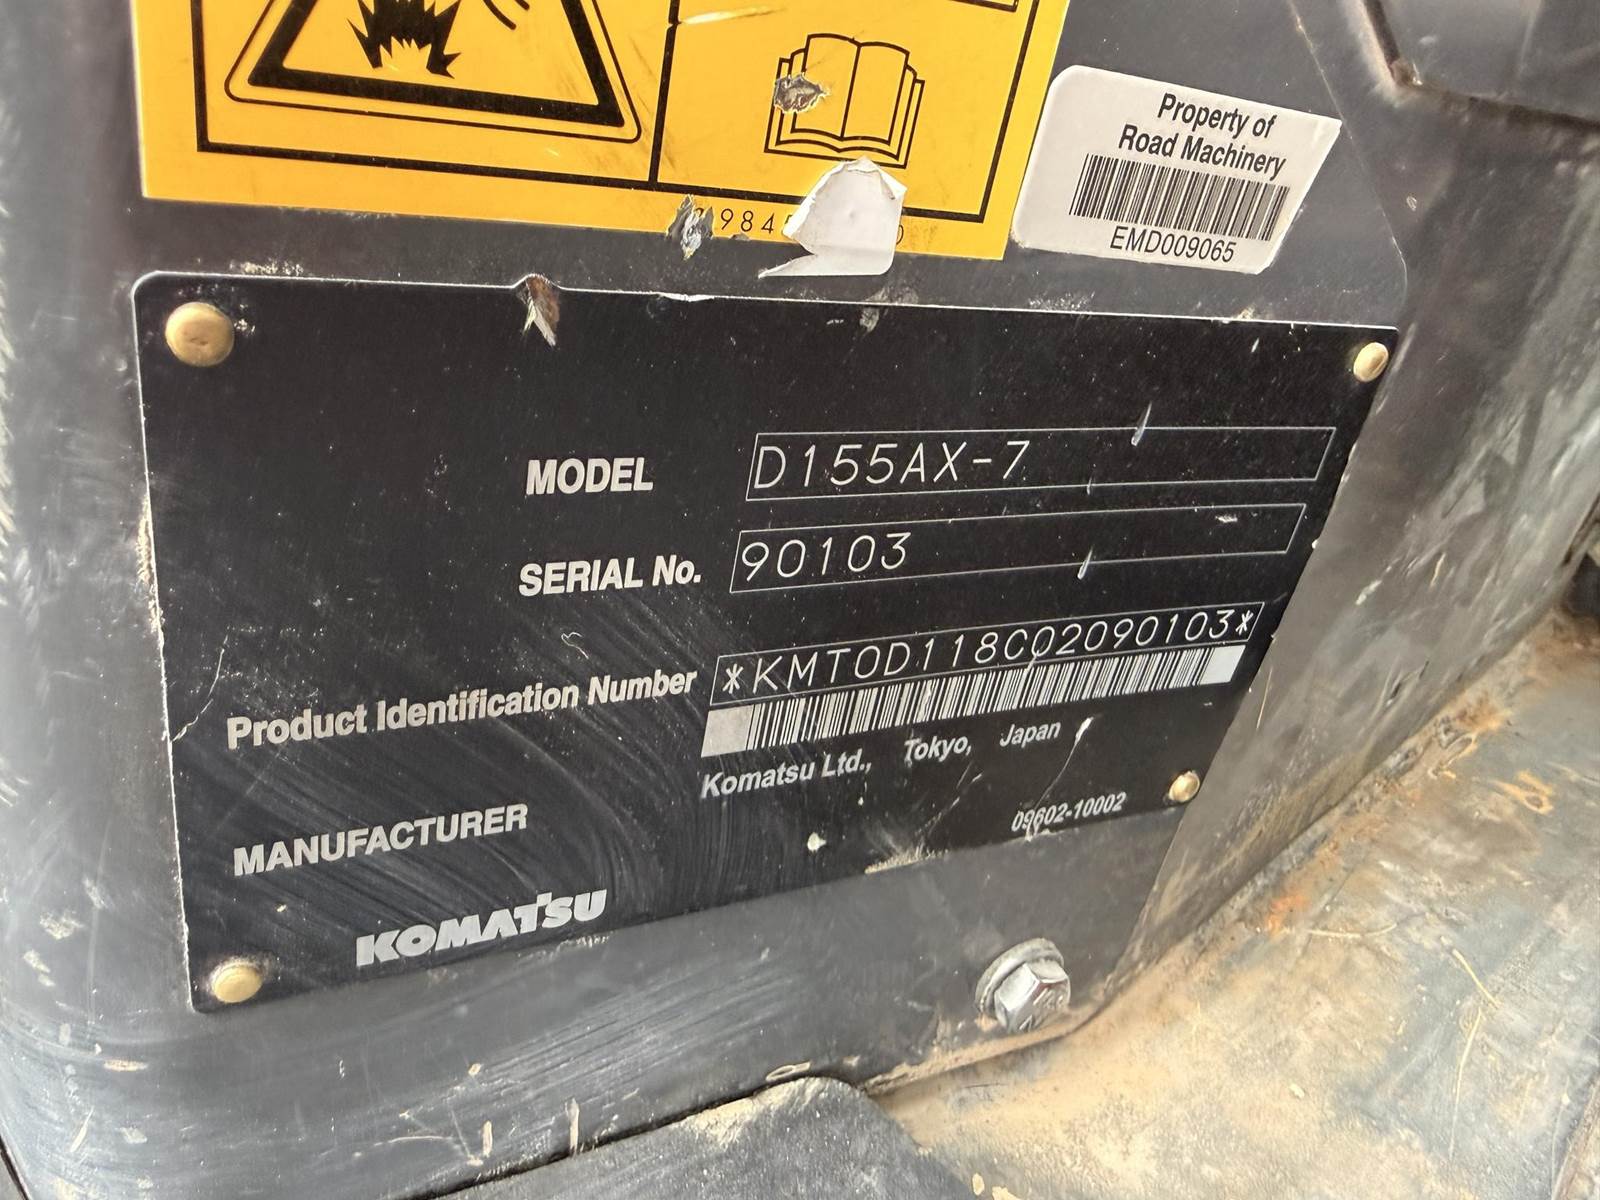 Property of
Road Machinery
EMD009065
MODEL D155AX-7
SERIAL No. 90103
Product Identification Number *KMT0D118C02090103*
MANUFACTURER Komatsu Ltd., Tokyo, Japan
09602-10002
KOMATSU